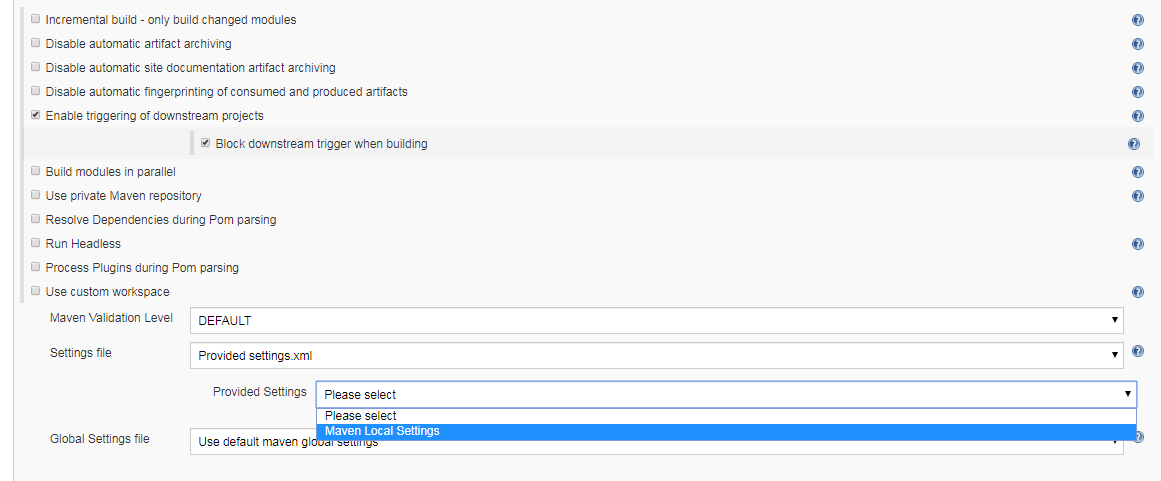 Incremental build - only build changed modules
Disable automatic artifact archiving
Disable automatic site documentation artifact archiving
Disable automatic fingerprinting of consumed and produced artifacts
Enable triggering of downstream projects
Block downstream trigger when building
Build modules in parallel
Use private Maven repository
Resolve Dependencies during Pom parsing
Run Headless
Process Plugins during Pom parsing
Use custom workspace
Maven Validation Level DEFAULT
Settings file Provided settings.xml
Provided Settings Please select
Please select
Maven Local Settings
Global Settings file Use default maven global settings